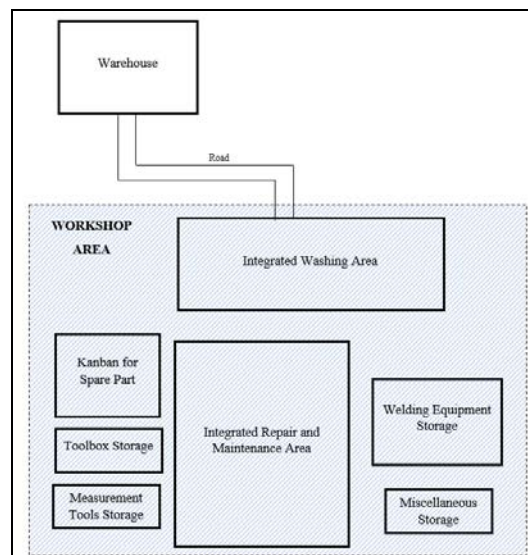 Warehouse
Road
WORKSHOP
AREA
Integrated Washing Area
Kanban for
Spare Part
Toolbox Storage
Measurement
Tools Storage
Integrated Repair and
Maintenance Area
Welding Equipment
Storage
Miscellaneous
Storage